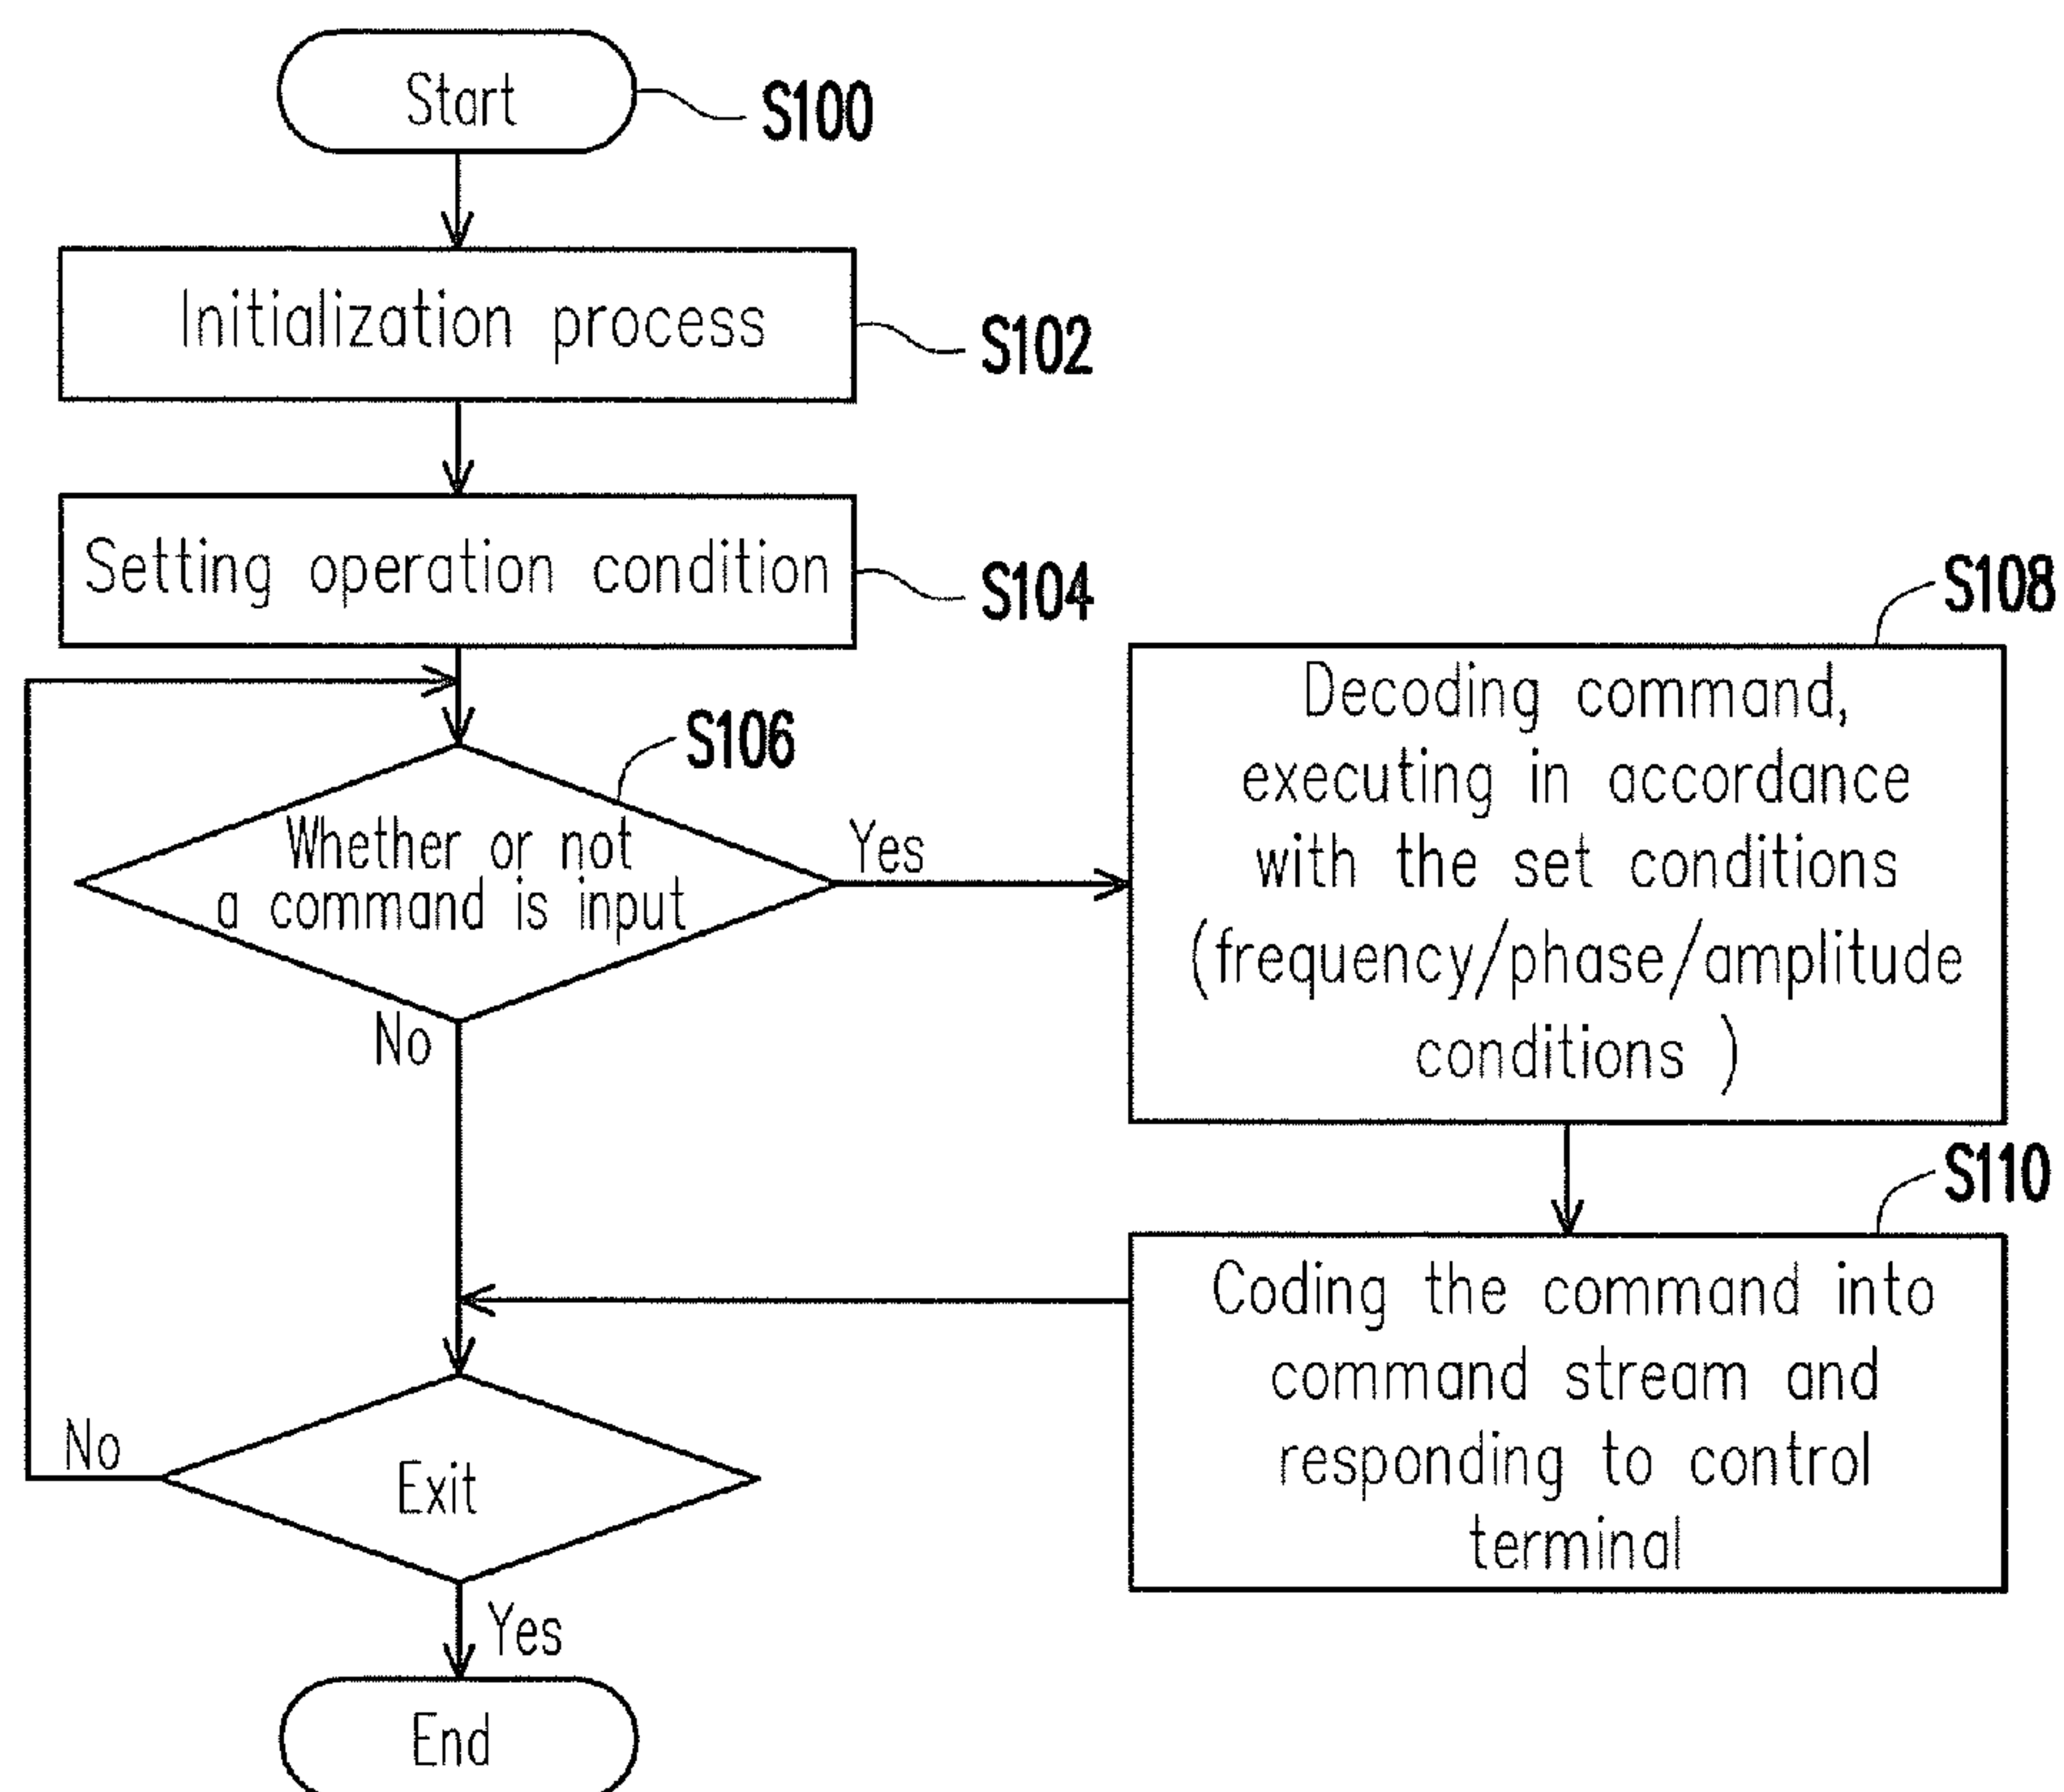 Start
S100
Initialization process
S102
Setting operation condition
S104
S106
Whether or not
a command is input
Yes
No
S108
Decoding command,
executing in accordance
with the set conditions
(frequency/phase/amplitude
conditions )
S110
Coding the command into
command stream and
responding to control
terminal
No
Exit
Yes
End